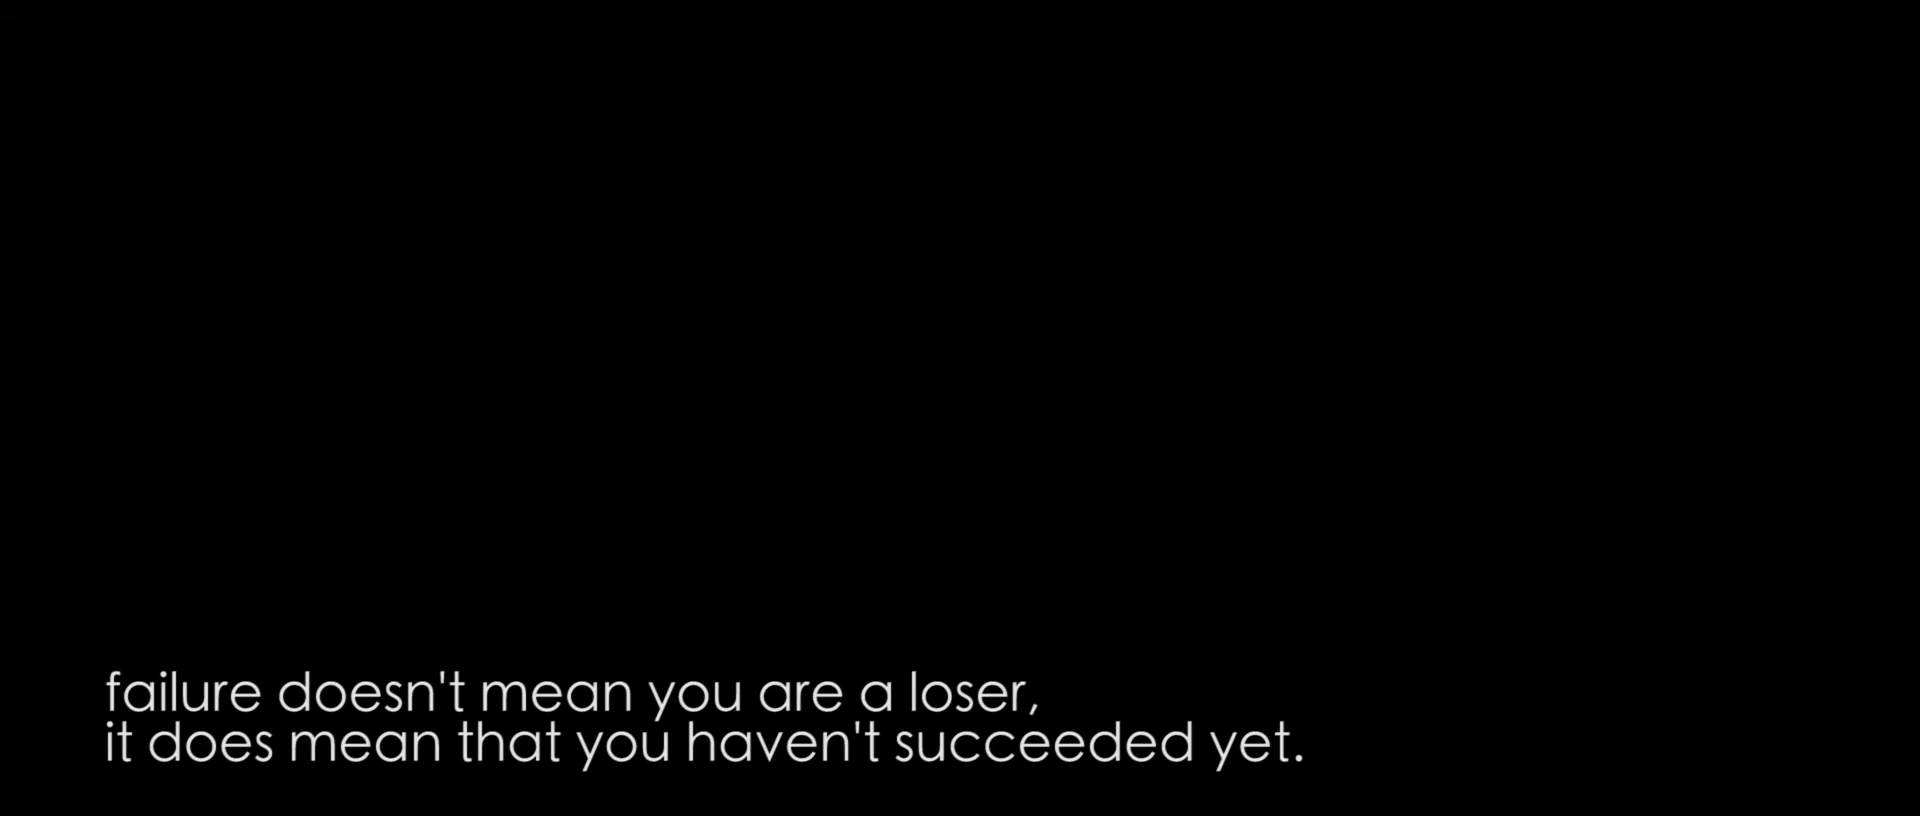 failure doesn't mean you are a loser,
it does mean that you haven't succeeded yet.